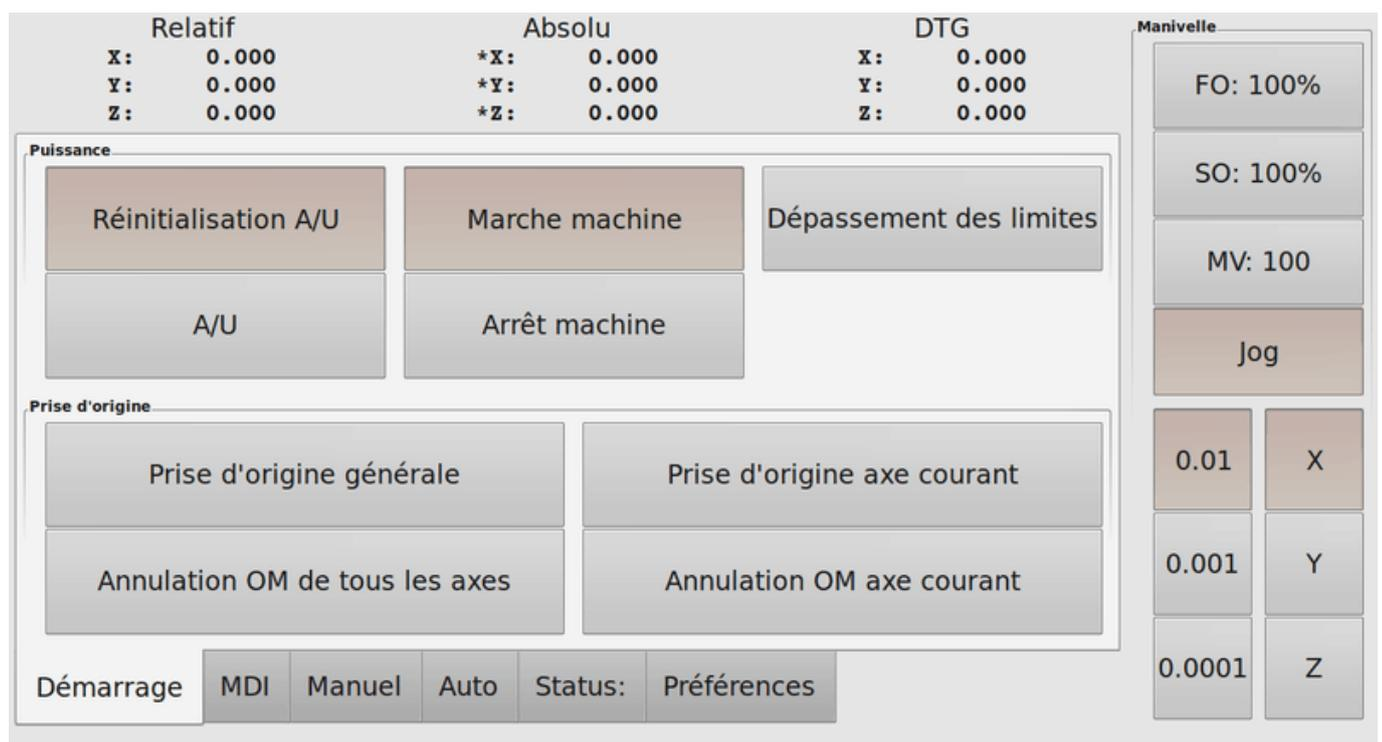 Relatif Absolu DTG
X: 0.000 *X: 0.000 X: 0.000
Y: 0.000 *Y: 0.000 Y: 0.000
Z: 0.000 *Z: 0.000 Z: 0.000
Puissance
Réinitialisation A/U Marche machine Dépassement des limites
A/U Arrêt machine
Prise d'origine
Prise d'origine générale Prise d'origine axe courant
Annulation OM de tous les axes Annulation OM axe courant
Démarrage MDI Manuel Auto Status: Préférences
Manivelle
FO: 100%
SO: 100%
MV: 100
Jog
0.01 X
0.001 Y
0.0001 Z